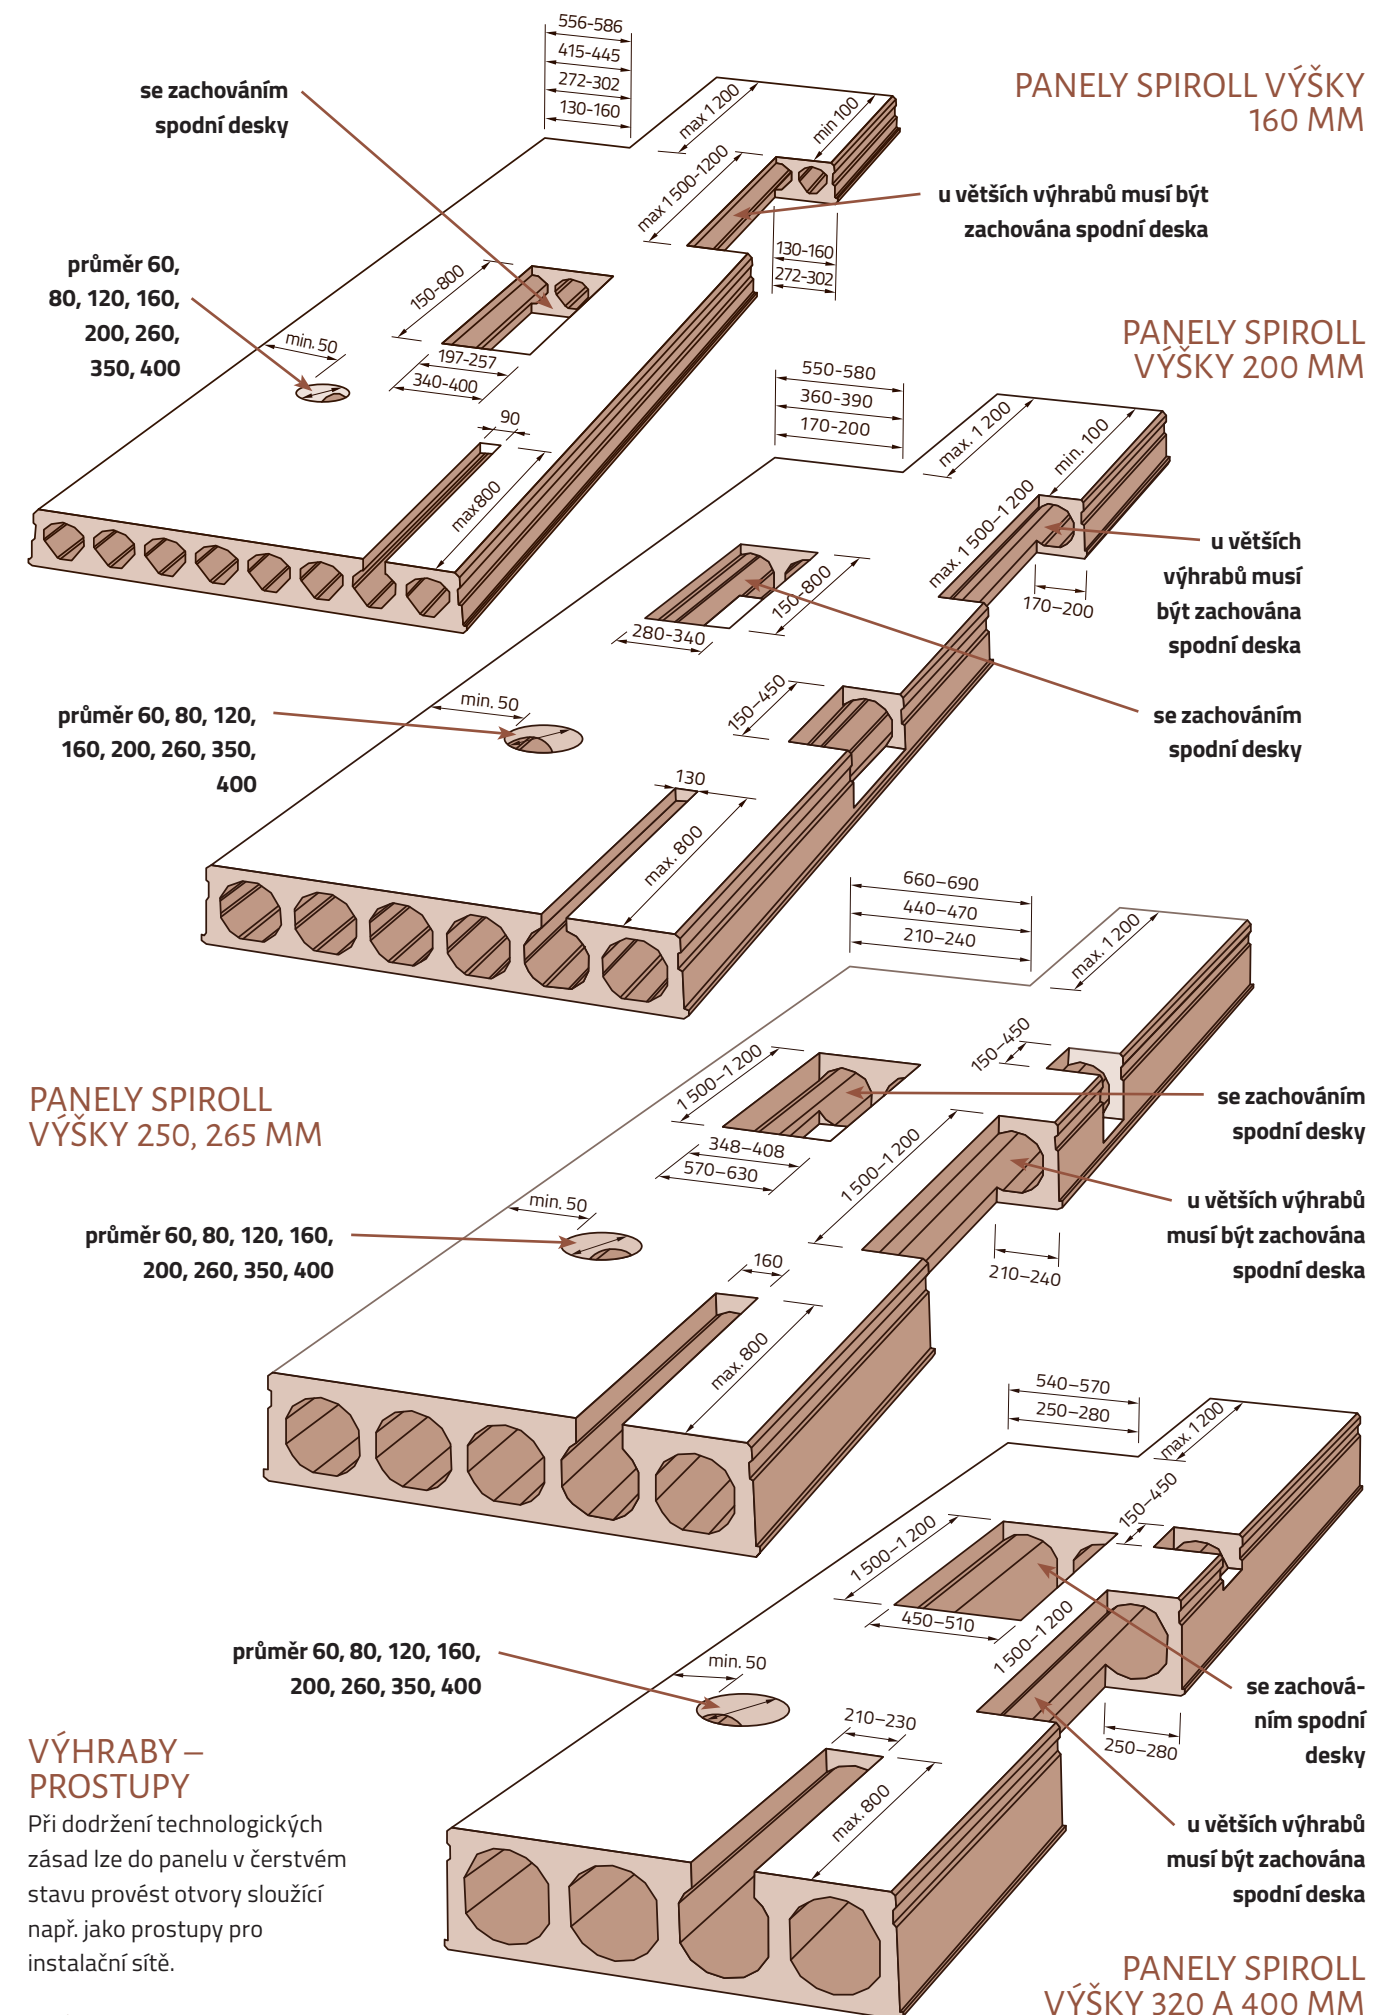 PANELY SPIROLL VÝŠKY
160 MM
556-586
415-445
272-302
130-160
se zachováním
spodní desky
max 1 200
min 100
max 1 500-1200
u větších výhrabů musí být
zachována spodní deska
130-160
272-302
průměr 60,
80, 120, 160,
200, 260,
350, 400
150-800
min. 50
197-257
340-400
90
max 800
PANELY SPIROLL
VÝŠKY 200 MM
550-580
360-390
170-200
max. 1 200
min. 100
max. 1 500–1 200
u větších
výhrabů musí
být zachována
spodní deska
170–200
150-800
280-340
150–450
se zachováním
spodní desky
min. 50
průměr 60, 80, 120,
160, 200, 260, 350,
400
130
max. 800
PANELY SPIROLL
VÝŠKY 250, 265 MM
660–690
440–470
210–240
max. 1 200
150–450
1 500–1 200
se zachováním
spodní desky
348–408
570–630
1 500–1 200
u větších výhrabů
musí být zachována
spodní deska
210–240
min. 50
průměr 60, 80, 120, 160,
200, 260, 350, 400
160
max. 800
540–570
250–280
max. 1 200
150–450
1 500–1 200
450–510
1 500–1 200
se zachová-
ním spodní
desky
250–280
u větších výhrabů
musí být zachována
spodní deska
průměr 60, 80, 120, 160,
200, 260, 350, 400
min. 50
210–230
max. 800
PANELY SPIROLL
VÝŠKY 320 A 400 MM
VÝHRABY –
PROSTUPY
Při dodržení technologických
zásad lze do panelu v čerstvém
stavu provést otvory sloužící
např. jako prostupy pro
instalační sítě.